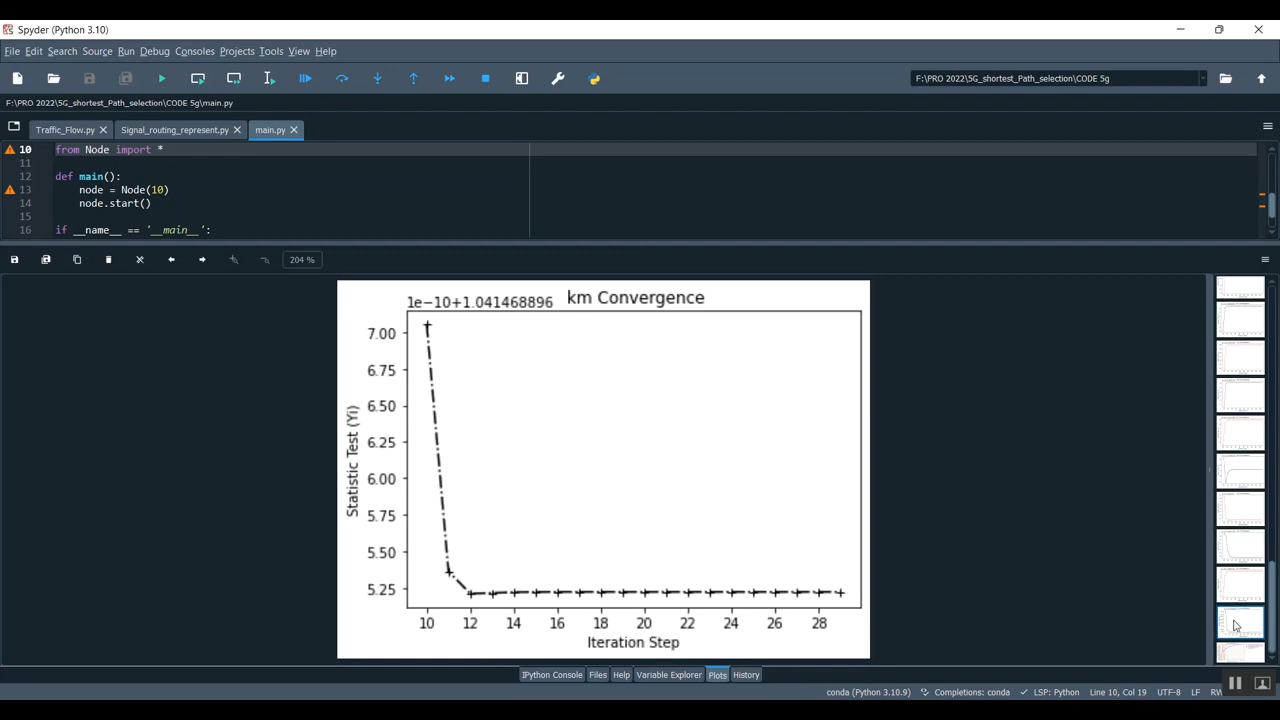 Spyder (Python 3.10)
File Edit Search Source Run Debug Consoles Projects Tools View Help
F:\PRO 2022\5G_shortest_Path_selection\CODE 5g
F:\PRO 2022\5G_shortest_Path_selection\CODE 5g\main.py
Traffic_Flow.py Signal_routing_represent.py main.py
10 from Node import *
11
12 def main():
13 node = Node(10)
14 node.start()
15
16 if __name__ == '__main__':
204 %
1e−10+1.041468896 km Convergence
7.00
6.75
6.50
6.25
6.00
5.75
5.50
5.25
Statistic Test (Yi)
10 12 14 16 18 20 22 24 26 28
Iteration Step
IPython Console Files Help Variable Explorer Plots History
conda (Python 3.10.9) Completions: conda LSP: Python Line 10, Col 19 UTF-8 LF RW